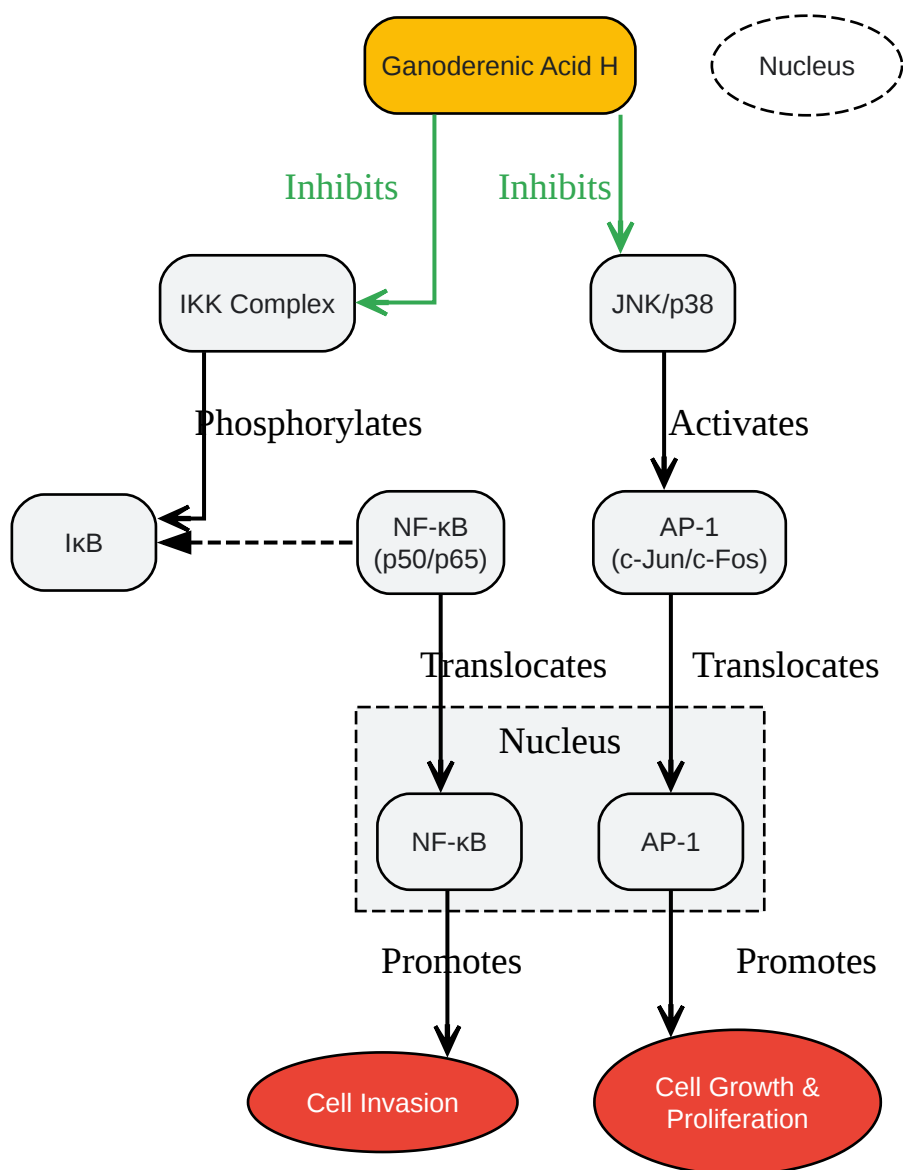 Ganoderenic Acid H
Nucleus
Inhibits
Inhibits
IKK Complex
JNK/p38
Phosphorylates
Activates
IκB
NF-κB
(p50/p65)
AP-1
(c-Jun/c-Fos)
Translocates
Translocates
Nucleus
NF-κB
AP-1
Promotes
Promotes
Cell Invasion
Cell Growth &
Proliferation